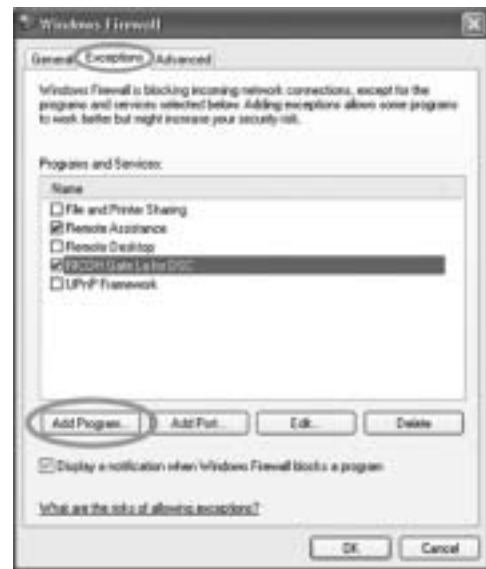 Windows Firewall
General Exceptions Advanced
Windows Firewall is blocking incoming network connections, except for the
programs and services selected below. Adding exceptions allows some programs
to work better but might increase your security risk.
Programs and Services:
Name
File and Printer Sharing
Remote Assistance
Remote Desktop
RICOH Gate La for DSC
UPnP Framework
Add Program... Add Port... Edit... Delete
Display a notification when Windows Firewall blocks a program
What are the risks of allowing exceptions?
OK Cancel